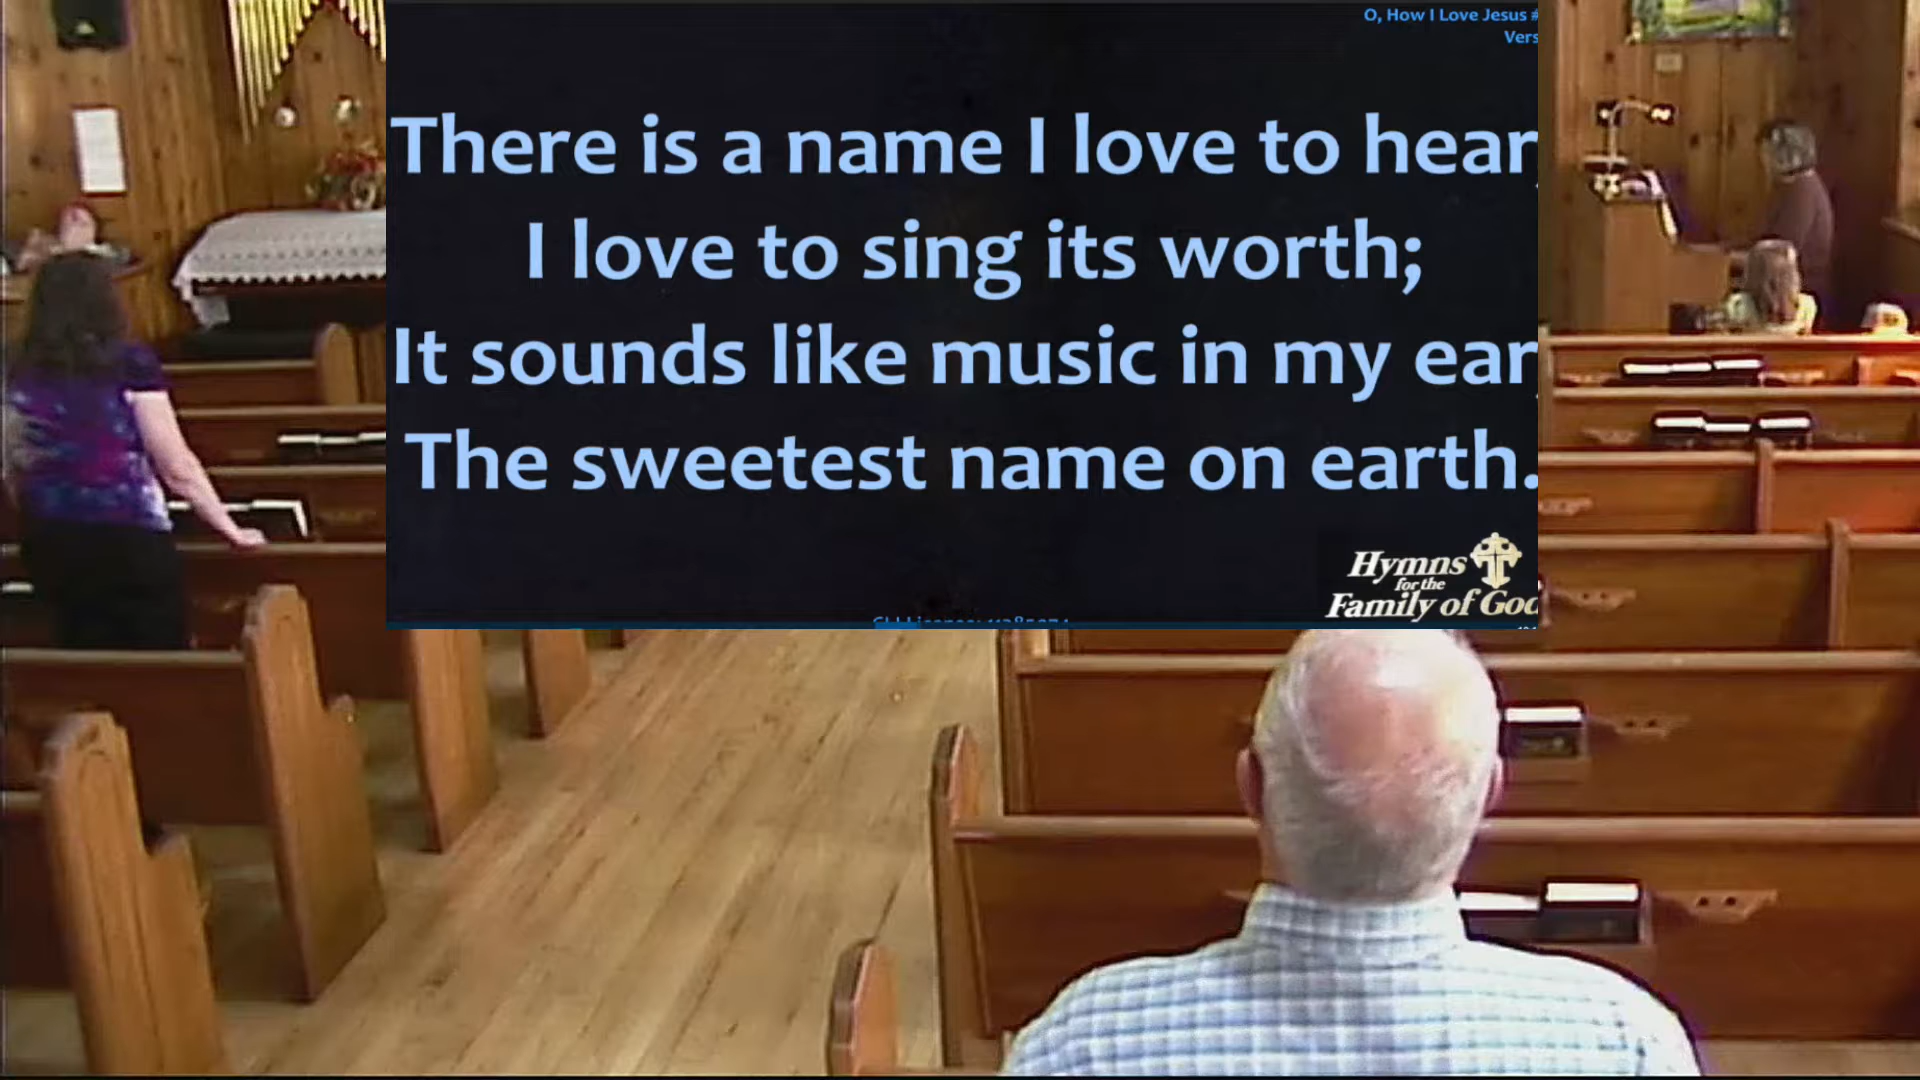 O, How I Love Jesus
Vers
There is a name I love to hear,
I love to sing its worth;
It sounds like music in my ear,
The sweetest name on earth.
Hymns
for the
Family of God